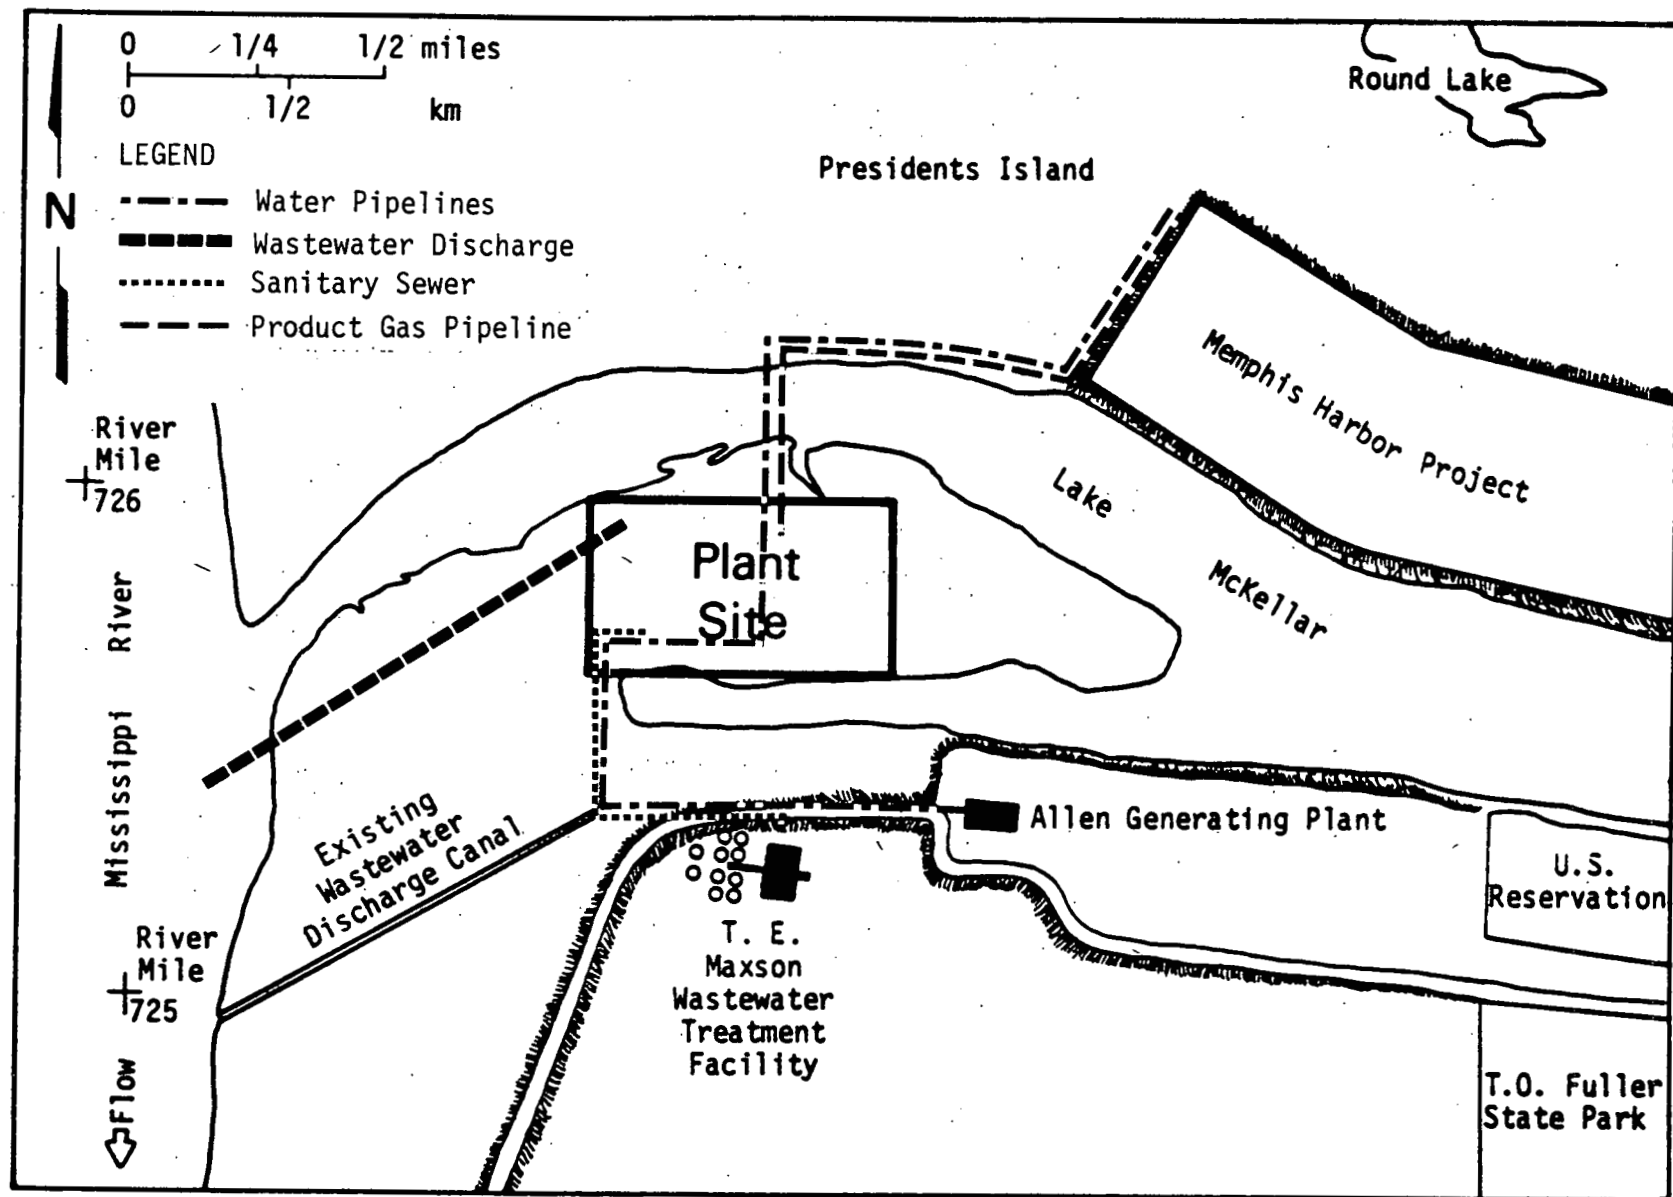 0 1/4 1/2 miles
0 1/2 km
LEGEND
Water Pipelines
Wastewater Discharge
Sanitary Sewer
Product Gas Pipeline
N
Round Lake
Presidents Island
Memphis Harbor Project
River
Mile
726
Lake
McKellar
Plant
Site
Mississippi River
Existing
Wastewater
Discharge Canal
Allen Generating Plant
U.S.
Reservation
River
Mile
725
T. E.
Maxson
Wastewater
Treatment
Facility
Flow
T.O. Fuller
State Park